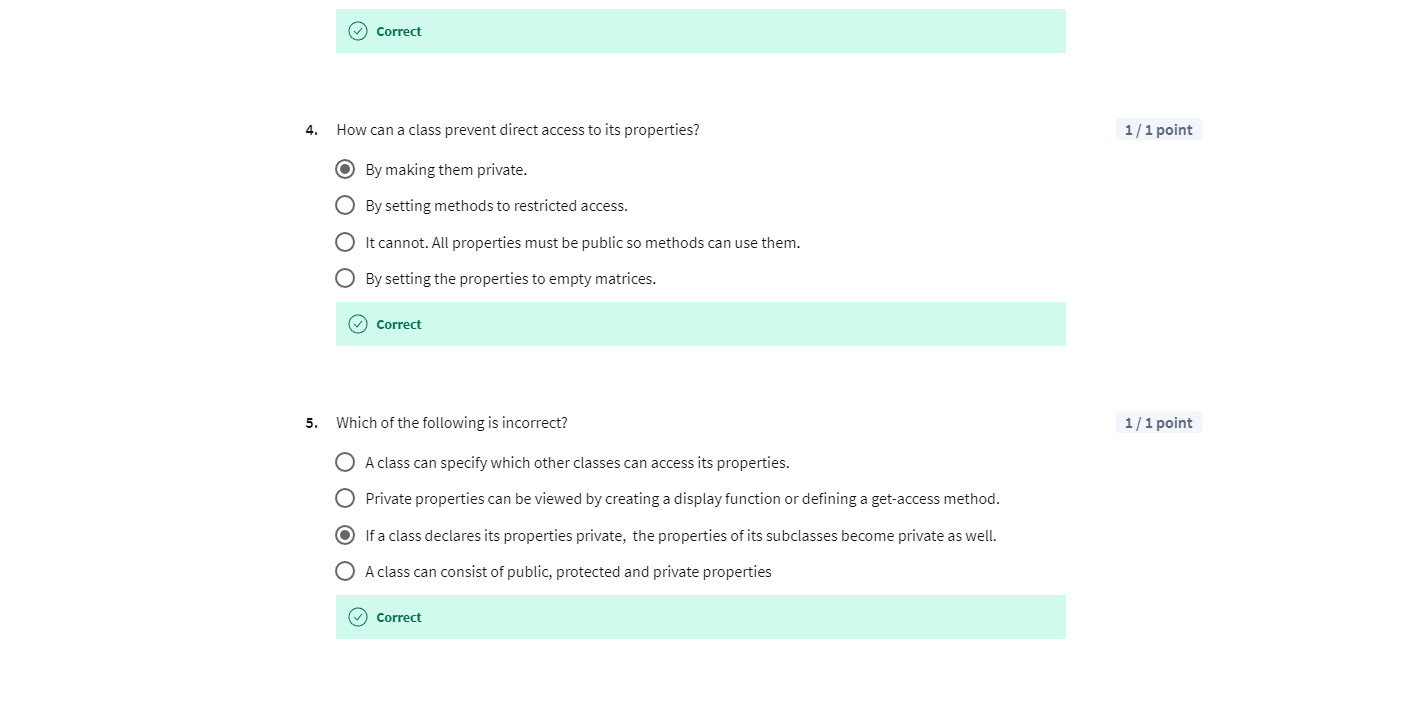 Correct
4. How can a class prevent direct access to its properties? 1 / 1 point
By making them private.
By setting methods to restricted access.
It cannot. All properties must be public so methods can use them.
By setting the properties to empty matrices.
Correct
5. Which of the following is incorrect? 1 / 1 point
A class can specify which other classes can access its properties.
Private properties can be viewed by creating a display function or defining a get-access method.
If a class declares its properties private,  the properties of its subclasses become private as well.
A class can consist of public, protected and private properties
Correct